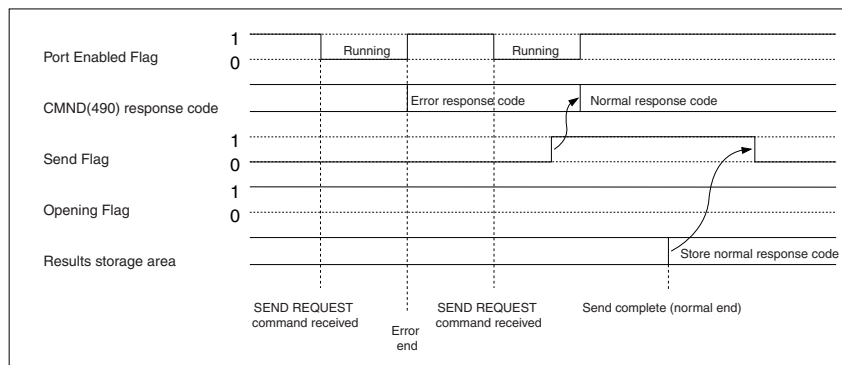 Port Enabled Flag
1
0
Running
Running
CMND(490) response code
Error response code
Normal response code
Send Flag
1
0
Opening Flag
1
0
Results storage area
Store normal response code
SEND REQUEST
command received
Error
end
SEND REQUEST
command received
Send complete (normal end)